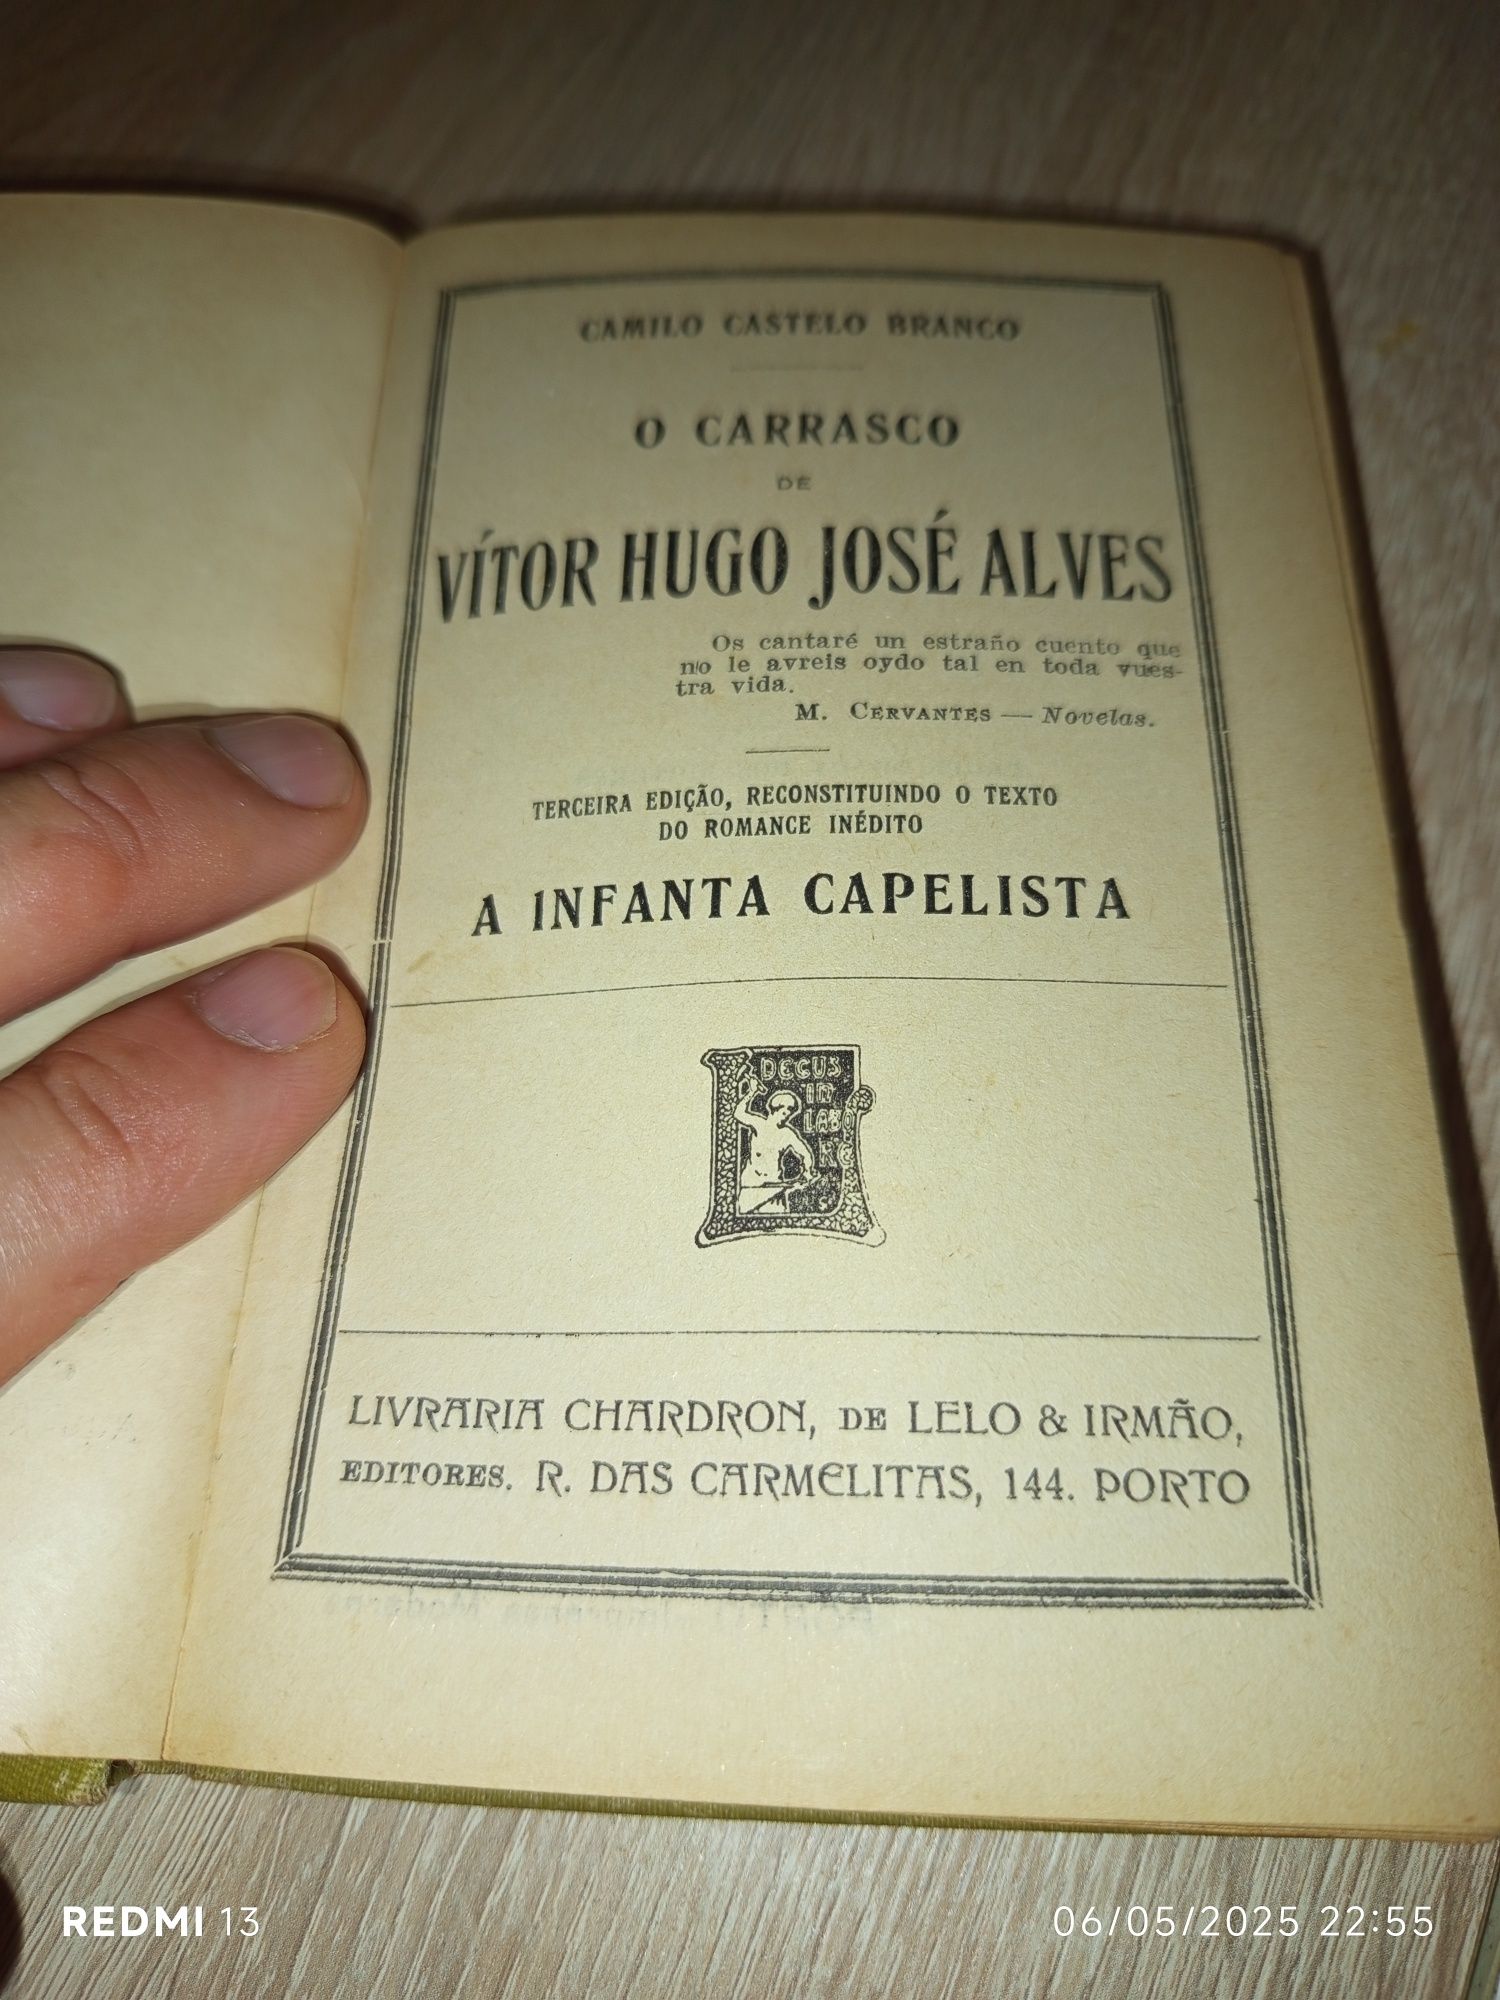 CAMILO CASTELO BRANCO
O CARRASCO
DE
VÍTOR HUGO JOSÉ ALVES
Os cantaré un estraño cuento que
no le avreis oydo tal en toda vues-
tra vida.
M. CERVANTES — Novelas.
TERCEIRA EDIÇÃO, RECONSTITUINDO O TEXTO
DO ROMANCE INÉDITO
A INFANTA CAPELISTA
DECUS
IN
LABO
RE
LIVRARIA CHARDRON, DE LELO & IRMÃO,
EDITORES. R. DAS CARMELITAS, 144. PORTO
REDMI 13
06/05/2025 22:55